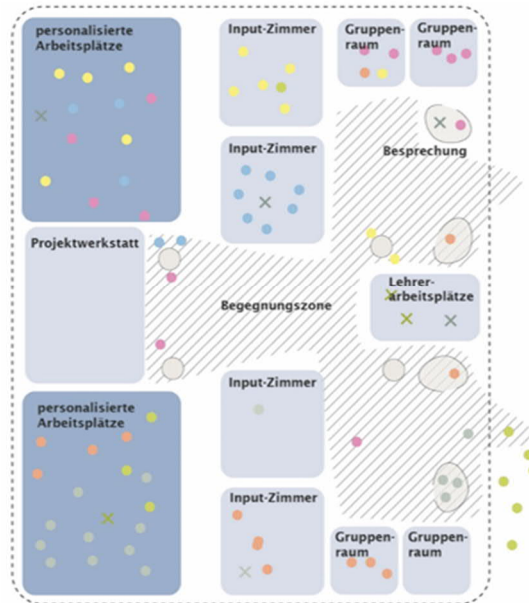 personalisierte
Arbeitsplätze
Input-Zimmer
Gruppen-
raum
Gruppen-
raum
Input-Zimmer
Besprechung
Projektwerkstatt
Begegnungszone
Lehrer-
arbeitsplätze
personalisierte
Arbeitsplätze
Input-Zimmer
Input-Zimmer
Gruppen-
raum
Gruppen-
raum